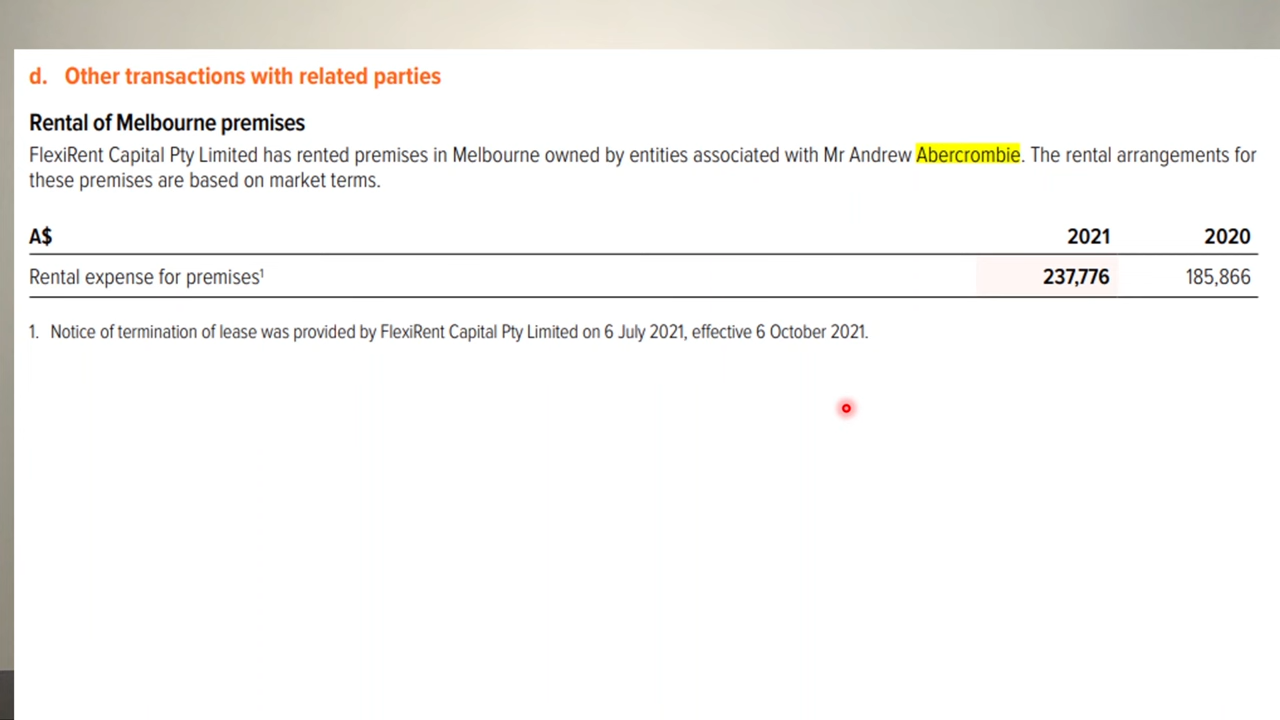 d. Other transactions with related parties
Rental of Melbourne premises
FlexiRent Capital Pty Limited has rented premises in Melbourne owned by entities associated with Mr Andrew Abercrombie. The rental arrangements for
these premises are based on market terms.
A$ 2021 2020
Rental expense for premises¹ 237,776 185,866
1. Notice of termination of lease was provided by FlexiRent Capital Pty Limited on 6 July 2021, effective 6 October 2021.